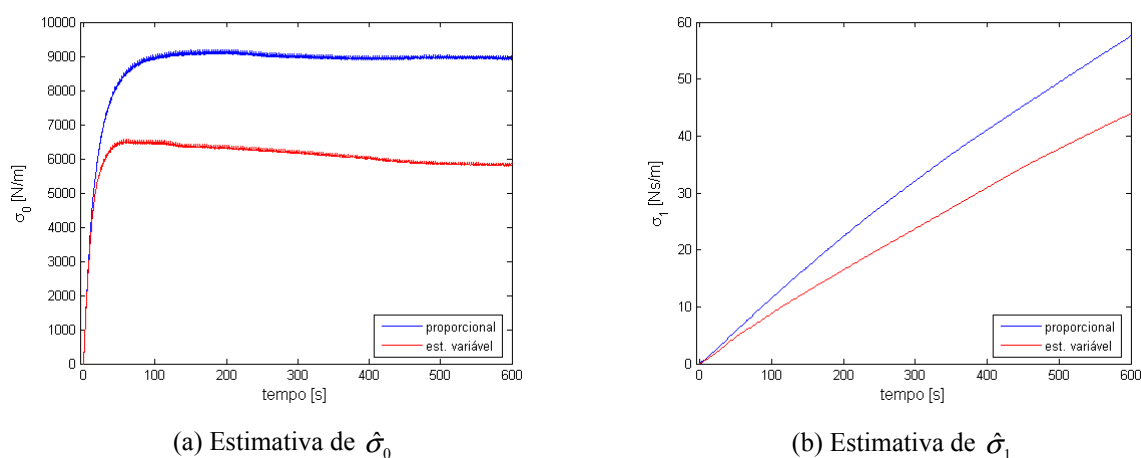 10000
9000
8000
7000
6000
5000
4000
3000
2000
1000
0
σ₀ [N/m]
0 100 200 300 400 500 600
tempo [s]
proporcional
est. variável
(a) Estimativa de σ̂₀
60
50
40
30
20
10
0
σ₁ [Ns/m]
0 100 200 300 400 500 600
tempo [s]
proporcional
est. variável
(b) Estimativa de σ̂₁